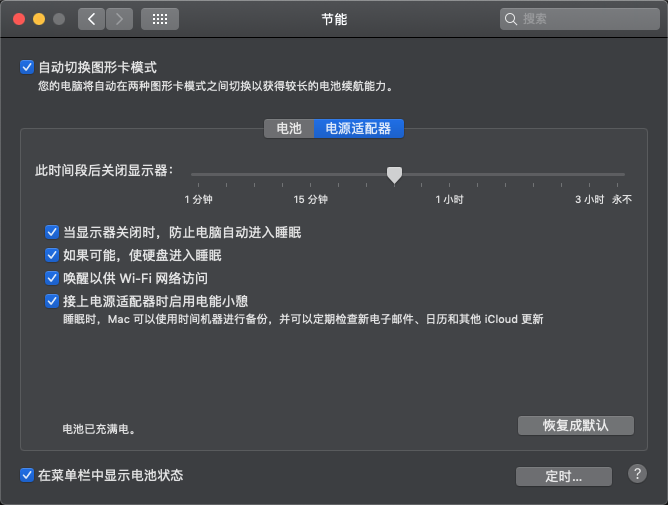 节能
搜索
自动切换图形卡模式
您的电脑将自动在两种图形卡模式之间切换以获得较长的电池续航能力。
电池 电源适配器
此时间段后关闭显示器：
1 分钟 15 分钟 1 小时 3 小时 永不
当显示器关闭时，防止电脑自动进入睡眠
如果可能，使硬盘进入睡眠
唤醒以供 Wi-Fi 网络访问
接上电源适配器时启用电能小憩
睡眠时，Mac 可以使用时间机器进行备份，并可以定期检查新电子邮件、日历和其他 iCloud 更新
电池已充满电。
恢复成默认
在菜单栏中显示电池状态
定时...
?